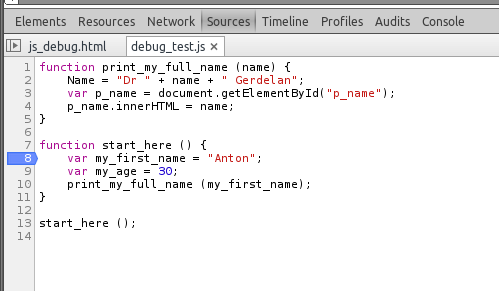 Elements Resources Network Sources Timeline Profiles Audits Console
js_debug.html debug_test.js ×
1 function print_my_full_name (name) {
2 Name = "Dr " + name + " Gerdelan";
3 var p_name = document.getElementById("p_name");
4 p_name.innerHTML = name;
5 }
6
7 function start_here () {
8 var my_first_name = "Anton";
9 var my_age = 30;
10 print_my_full_name (my_first_name);
11 }
12
13 start_here ();
14